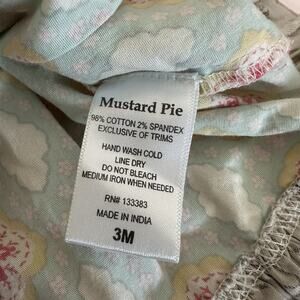 Mustard Pie
98% COTTON 2% SPANDEX
EXCLUSIVE OF TRIMS
HAND WASH COLD
LINE DRY
DO NOT BLEACH
MEDIUM IRON WHEN NEEDED
RN# 133383
MADE IN INDIA
3M